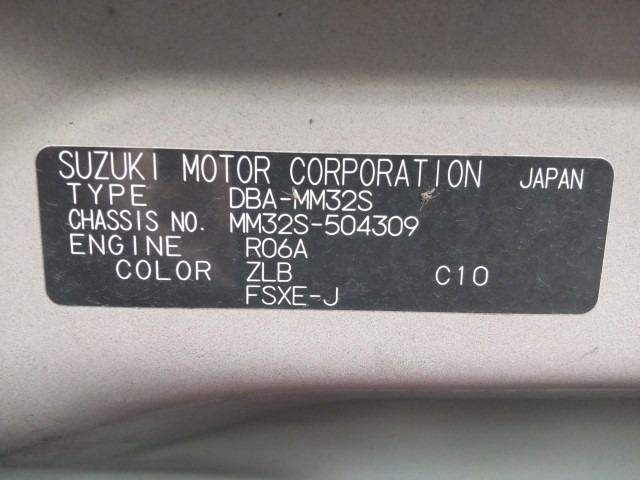 SUZUKI MOTOR CORPORATION JAPAN
TYPE DBA-MM32S
CHASSIS NO. MM32S-504309
ENGINE R06A
COLOR ZLB C10
FSXE-J